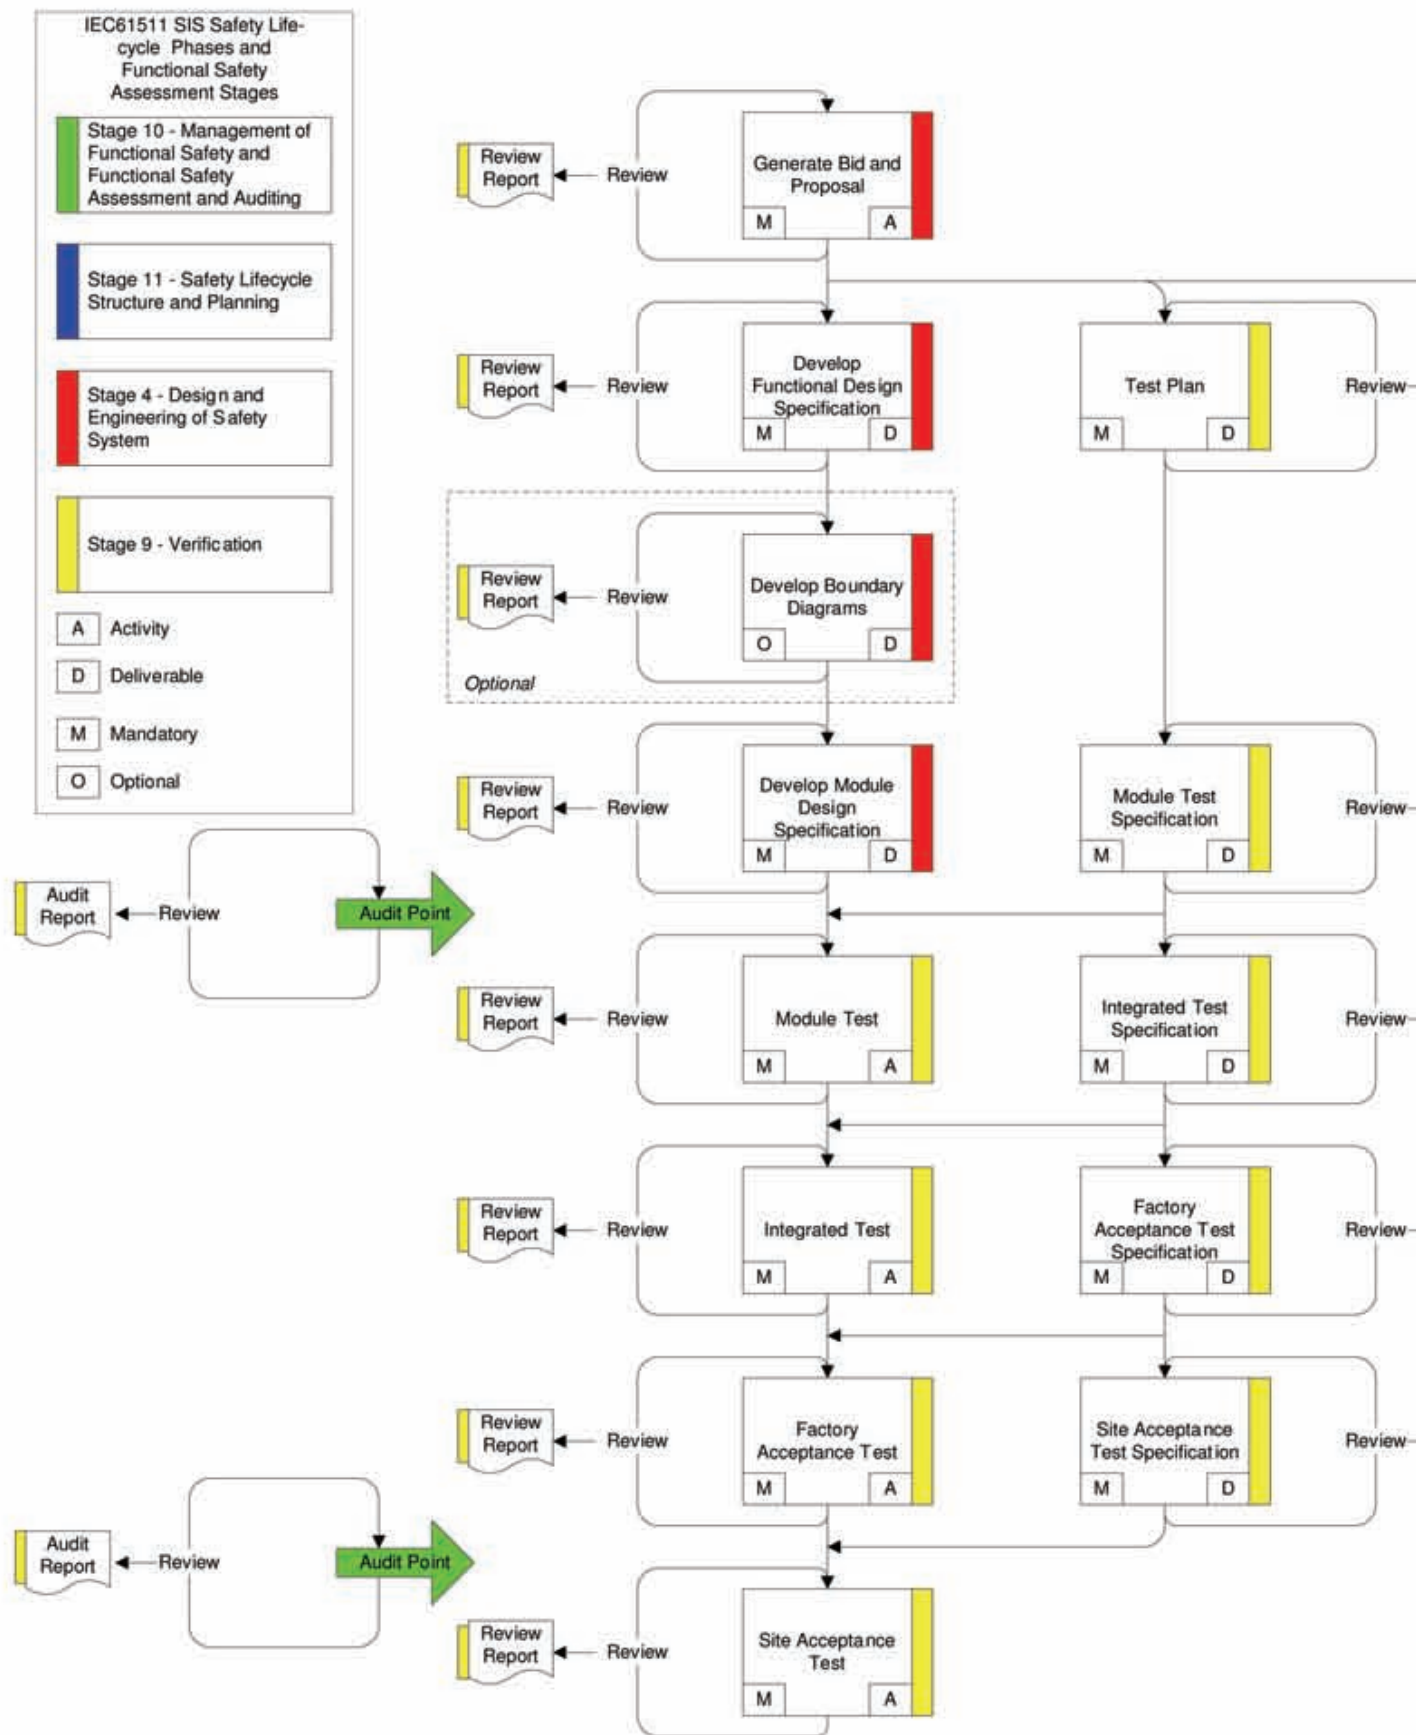 IEC61511 SIS Safety Life-
cycle Phases and
Functional Safety
Assessment Stages
Stage 10 - Management of
Functional Safety and
Functional Safety
Assessment and Auditing
Stage 11 - Safety Lifecycle
Structure and Planning
Stage 4 - Design and
Engineering of Safety
System
Stage 9 - Verification
A Activity
D Deliverable
M Mandatory
O Optional
Review
Report
Review
Generate Bid and
Proposal
M A
Review
Report
Review
Develop
Functional Design
Specification
M D
Test Plan
M D
Review
Review
Report
Review
Develop Boundary
Diagrams
O D
Optional
Review
Report
Review
Develop Module
Design
Specification
M D
Module Test
Specification
M D
Review
Audit
Report
Review
Audit Point
Review
Report
Review
Module Test
M A
Integrated Test
Specification
M D
Review
Review
Report
Review
Integrated Test
M A
Factory
Acceptance Test
Specification
M D
Review
Review
Report
Review
Factory
Acceptance Test
M A
Site Acceptance
Test Specification
M D
Review
Audit
Report
Review
Audit Point
Review
Report
Review
Site Acceptance
Test
M A